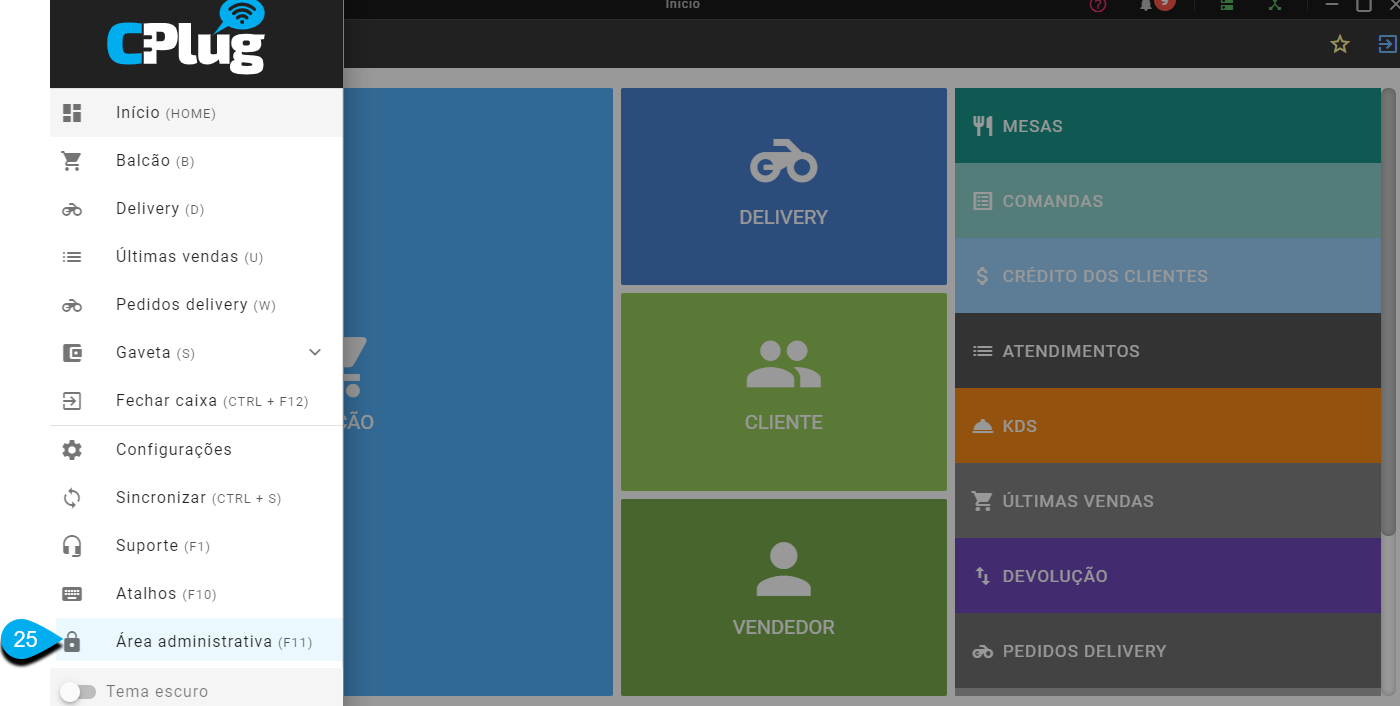 Início
9
CPlug
Início (HOME)
Balcão (B)
Delivery (D)
Últimas vendas (U)
Pedidos delivery (W)
Gaveta (S)
Fechar caixa (CTRL + F12)
Configurações
Sincronizar (CTRL + S)
Suporte (F1)
Atalhos (F10)
25
Área administrativa (F11)
Tema escuro
ÇÃO
DELIVERY
CLIENTE
VENDEDOR
MESAS
COMANDAS
$ CRÉDITO DOS CLIENTES
ATENDIMENTOS
KDS
ÚLTIMAS VENDAS
DEVOLUÇÃO
PEDIDOS DELIVERY